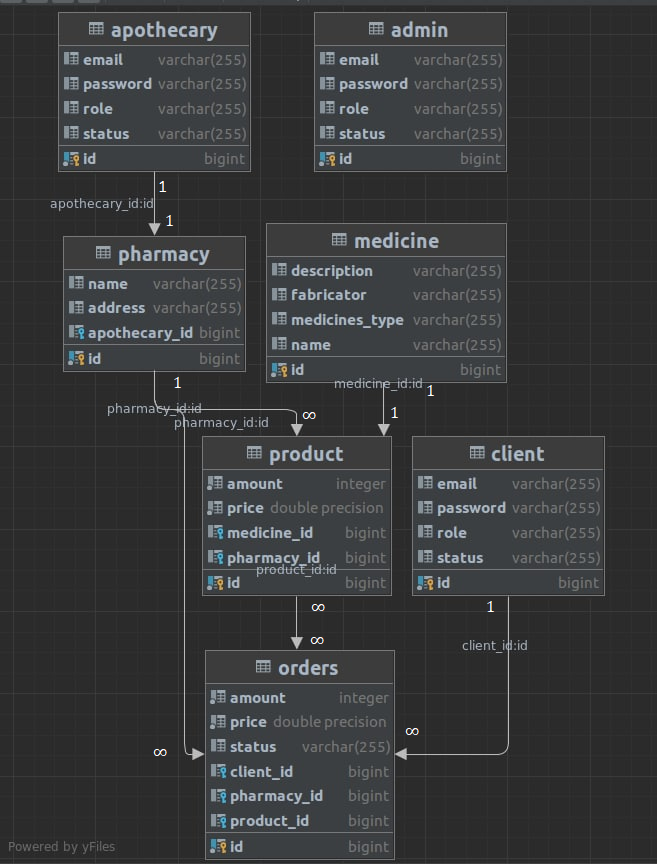 apothecary
email varchar(255)
password varchar(255)
role varchar(255)
status varchar(255)
id bigint
admin
email varchar(255)
password varchar(255)
role varchar(255)
status varchar(255)
id bigint
1
apothecary_id:id
1
pharmacy
name varchar(255)
address varchar(255)
apothecary_id bigint
id bigint
medicine
description varchar(255)
fabricator varchar(255)
medicines_type varchar(255)
name varchar(255)
id bigint
1
medicine_id:id
1
pharmacy_id:id
∞
1
pharmacy_id:id
product
amount integer
price double precision
medicine_id bigint
pharmacy_id bigint
product_id:id
id bigint
client
email varchar(255)
password varchar(255)
role varchar(255)
status varchar(255)
id bigint
∞
1
∞
client_id:id
orders
amount integer
price double precision
status varchar(255)
client_id bigint
pharmacy_id bigint
product_id bigint
id bigint
∞
∞
Powered by yFiles